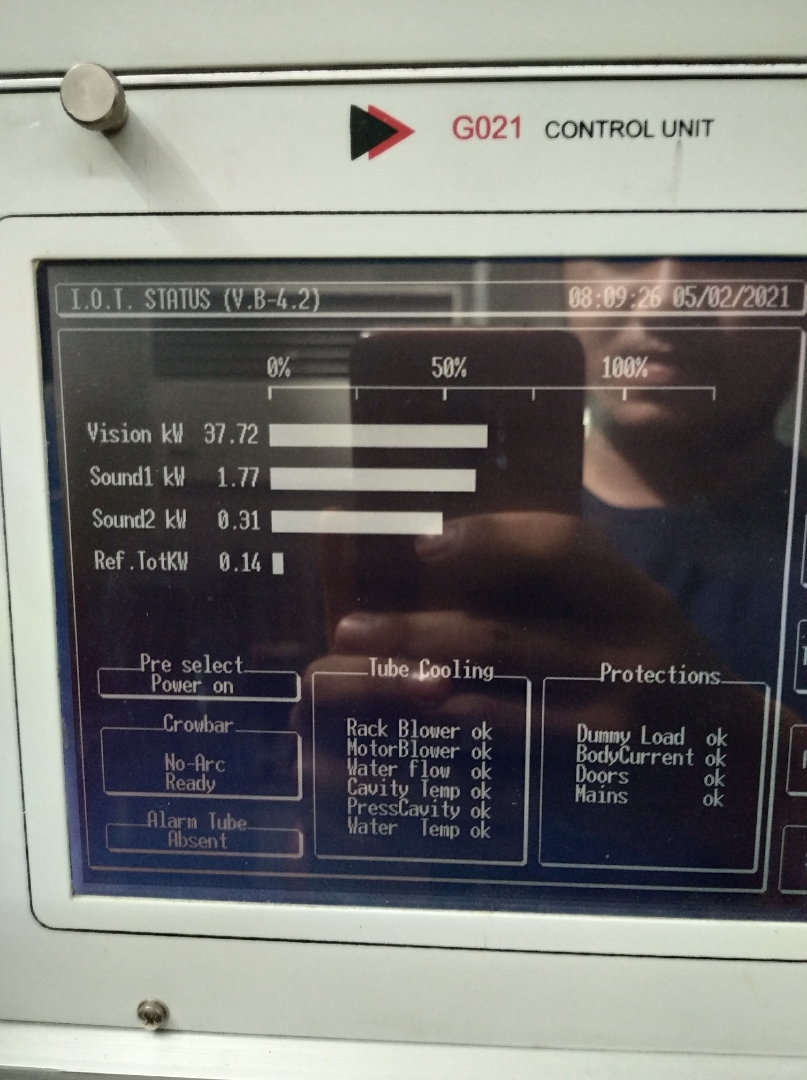 G021 CONTROL UNIT
I.O.T. STATUS (V.B-4.2) 08:09:26 05/02/2021
0% 50% 100%
Vision kW 37.72
Sound1 kW 1.77
Sound2 kW 0.31
Ref.TotKW 0.14
Pre select
Power on
Crowbar
No-Arc
Ready
Alarm Tube
Absent
Tube Cooling
Rack Blower ok
MotorBlower ok
Water flow ok
Cavity Temp ok
PressCavity ok
Water Temp ok
Protections
Dummy Load ok
BodyCurrent ok
Doors ok
Mains ok